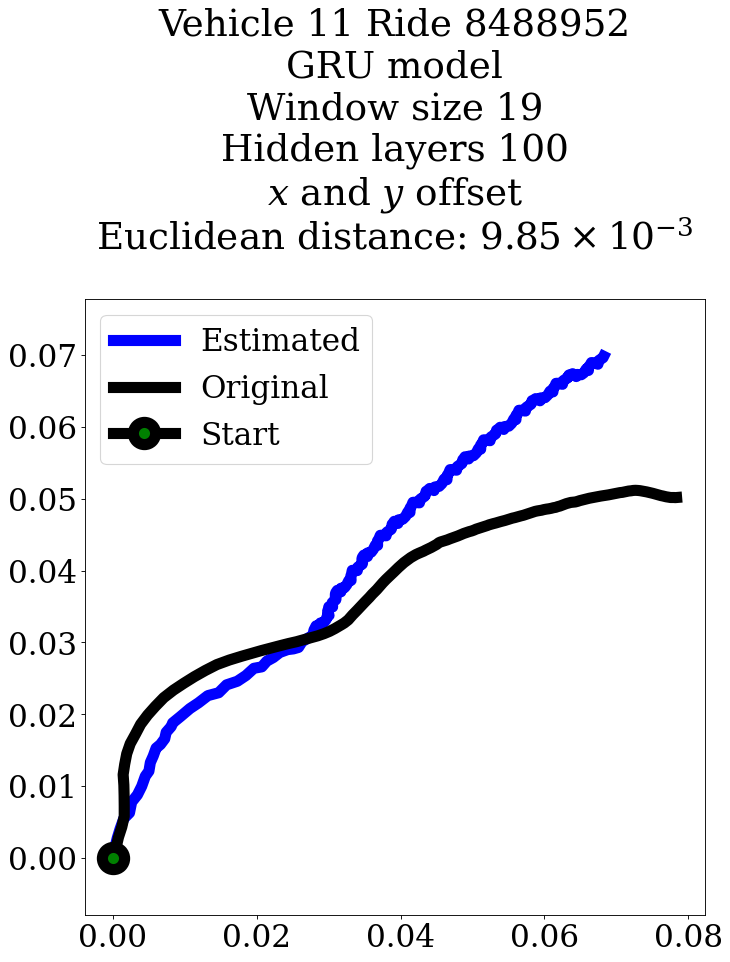 Vehicle 11 Ride 8488952
GRU model
Window size 19
Hidden layers 100
x and y offset
Euclidean distance: 9.85 × 10⁻³
Estimated
Original
Start
0.07
0.06
0.05
0.04
0.03
0.02
0.01
0.00
0.00 0.02 0.04 0.06 0.08